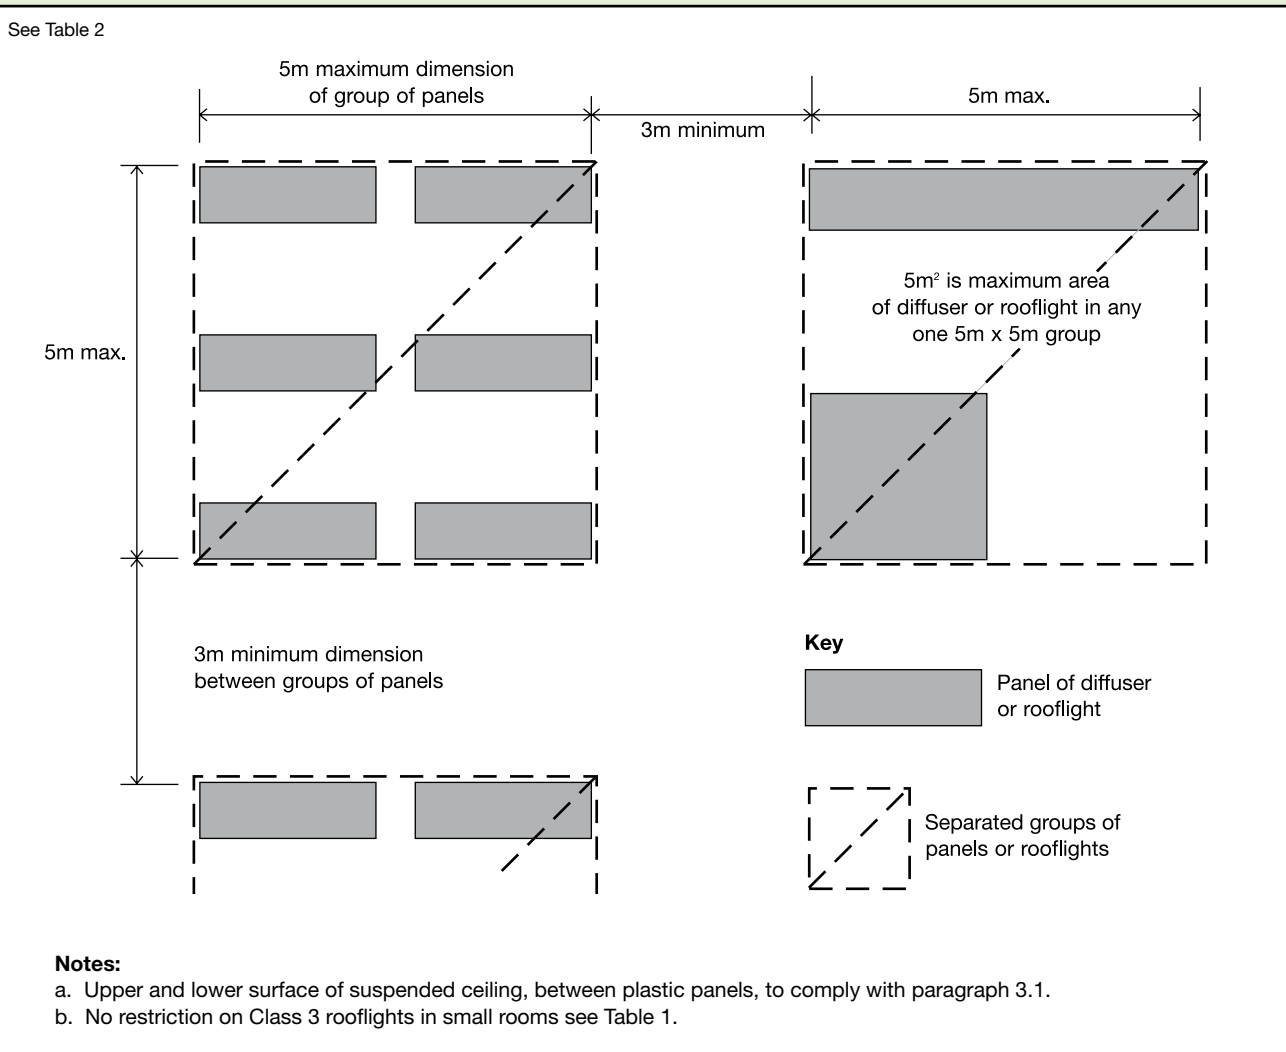 See Table 2
5m maximum dimension
of group of panels
3m minimum
5m max.
5m max.
5m² is maximum area
of diffuser or rooflight in any
one 5m x 5m group
3m minimum dimension
between groups of panels
Key
Panel of diffuser
or rooflight
Separated groups of
panels or rooflights
Notes:
a. Upper and lower surface of suspended ceiling, between plastic panels, to comply with paragraph 3.1.
b. No restriction on Class 3 rooflights in small rooms see Table 1.